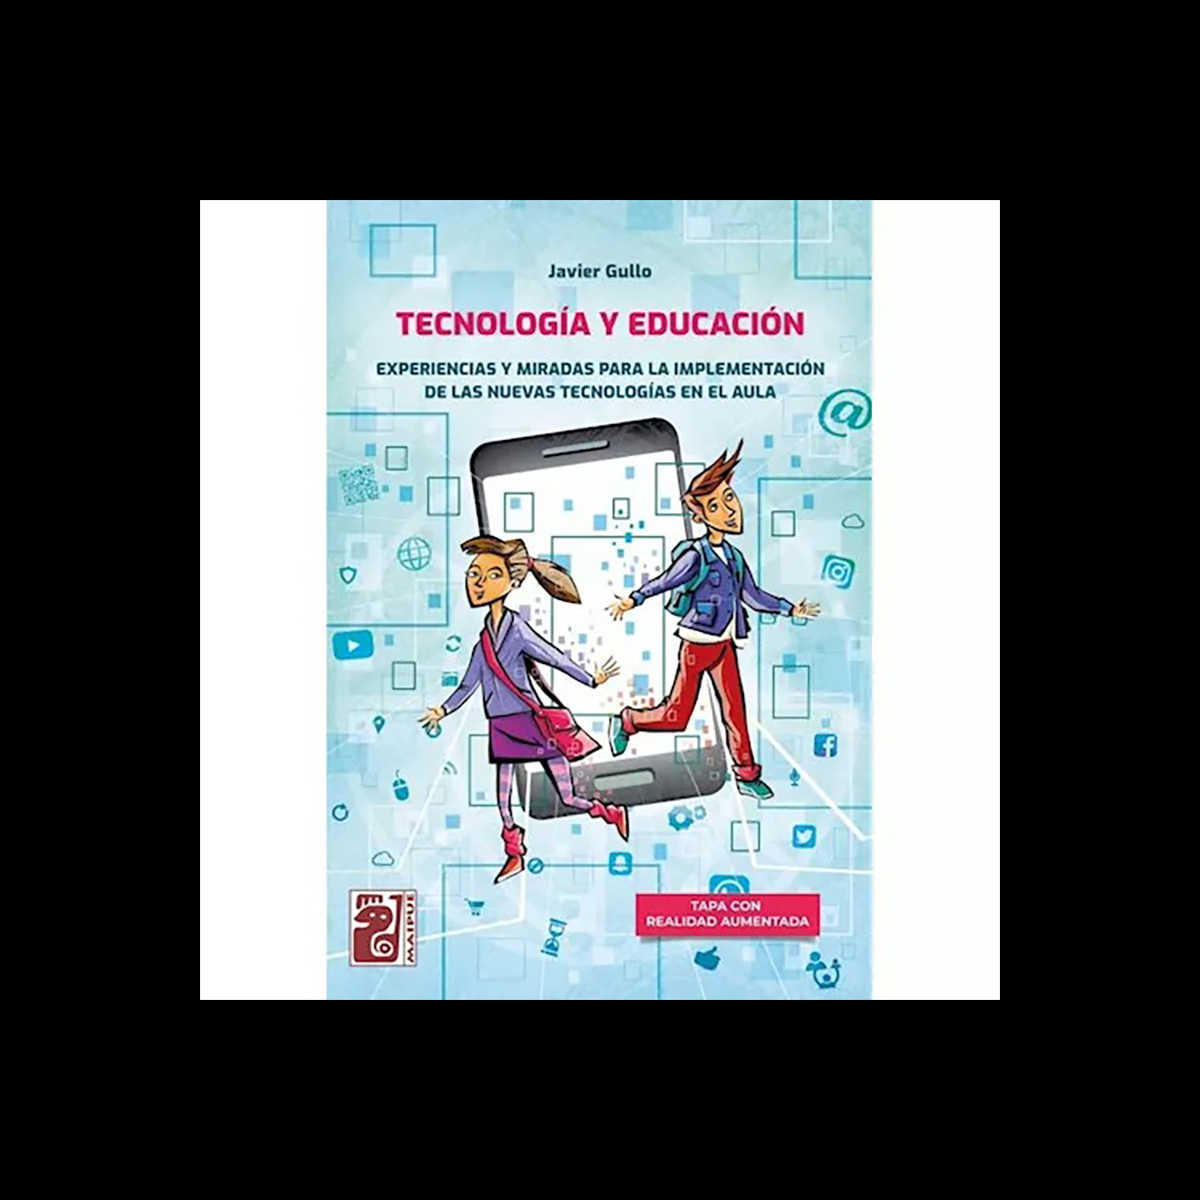 Javier Gullo
TECNOLOGÍA Y EDUCACIÓN
EXPERIENCIAS Y MIRADAS PARA LA IMPLEMENTACIÓN
DE LAS NUEVAS TECNOLOGÍAS EN EL AULA
@
f
TAPA CON
REALIDAD AUMENTADA
MAIPUE